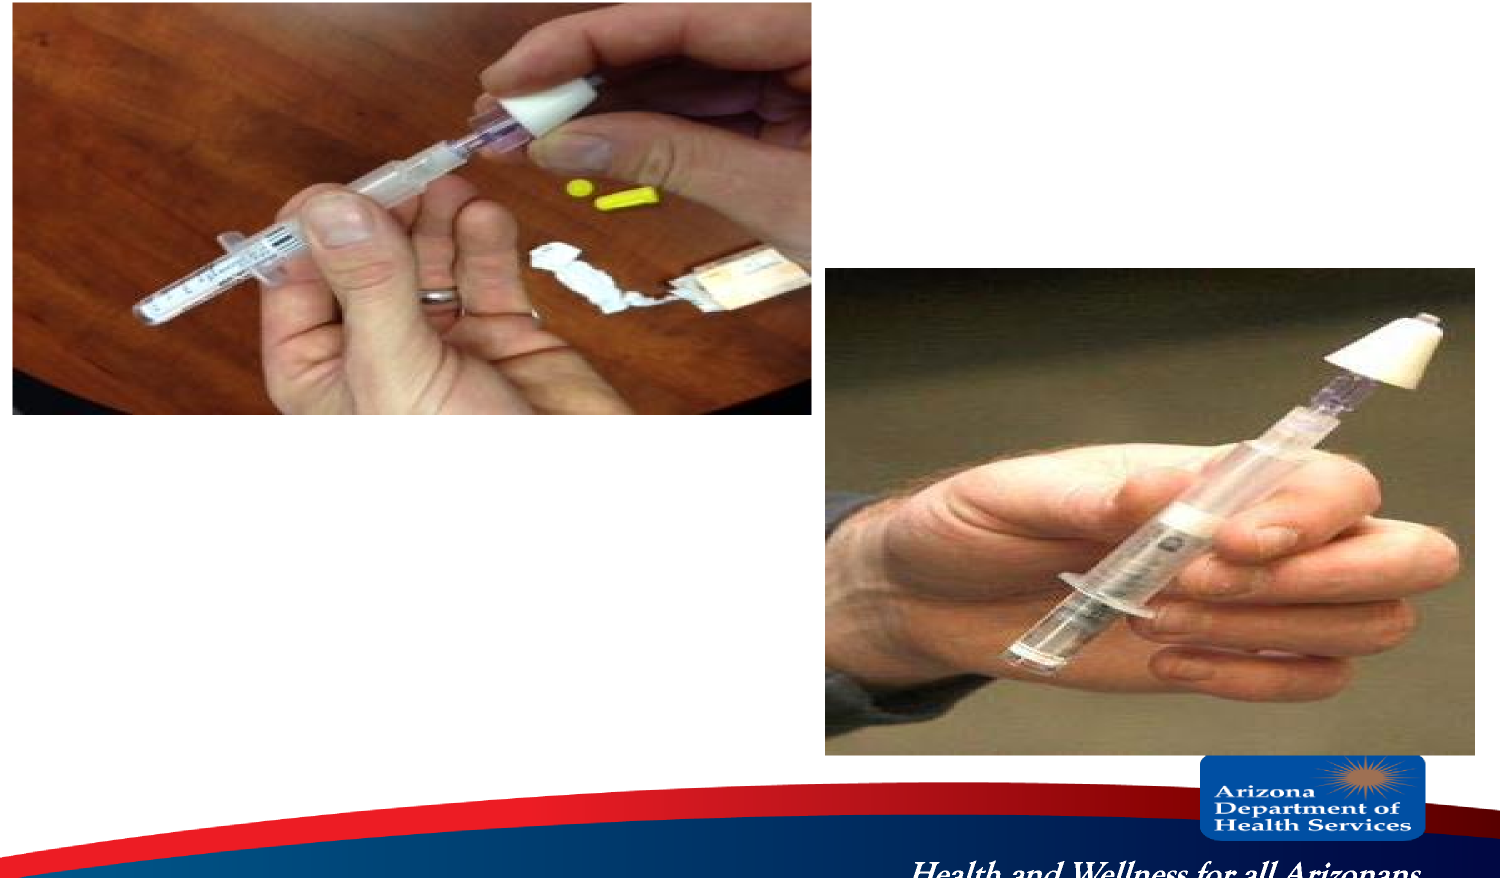 Arizona
Department of
Health Services
Health and Wellness for all Arizonans